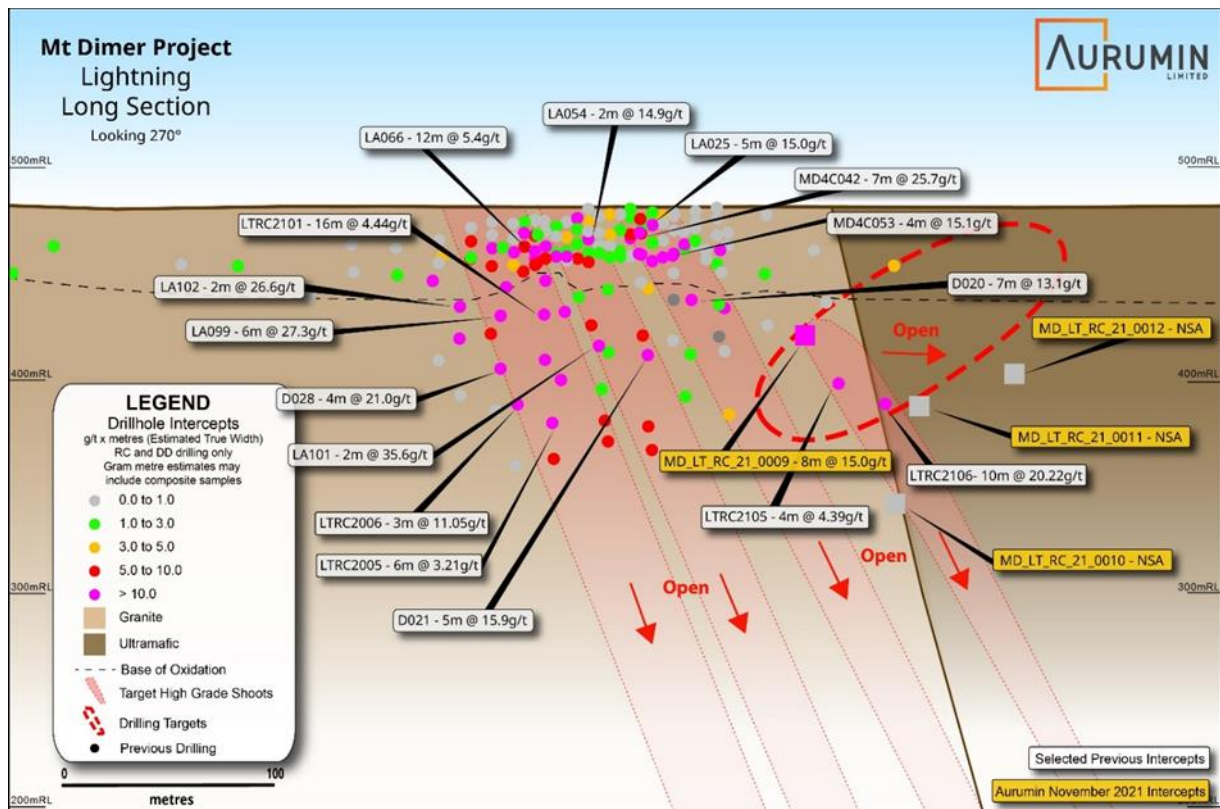 Mt Dimer Project
Lightning
Long Section
Looking 270°
AURUMIN
LIMITED
500mRL
500mRL
LA054 - 2m @ 14.9g/t
LA066 - 12m @ 5.4g/t
LA025 - 5m @ 15.0g/t
MD4C042 - 7m @ 25.7g/t
LTRC2101 - 16m @ 4.44g/t
MD4C053 - 4m @ 15.1g/t
LA102 - 2m @ 26.6g/t
D020 - 7m @ 13.1g/t
LA099 - 6m @ 27.3g/t
Open
MD_LT_RC_21_0012 - NSA
400mRL
400mRL
D028 - 4m @ 21.0g/t
MD_LT_RC_21_0011 - NSA
LA101 - 2m @ 35.6g/t
MD_LT_RC_21_0009 - 8m @ 15.0g/t
LTRC2106- 10m @ 20.22g/t
LTRC2006 - 3m @ 11.05g/t
LTRC2105 - 4m @ 4.39g/t
LTRC2005 - 6m @ 3.21g/t
Open
MD_LT_RC_21_0010 - NSA
Open
300mRL
300mRL
D021 - 5m @ 15.9g/t
LEGEND
Drillhole Intercepts
g/t x metres (Estimated True Width)
RC and DD drilling only
Gram metre estimates may
include composite samples
0.0 to 1.0
1.0 to 3.0
3.0 to 5.0
5.0 to 10.0
> 10.0
Granite
Ultramafic
Base of Oxidation
Target High Grade Shoots
Drilling Targets
Previous Drilling
0
100
metres
Selected Previous Intercepts
Aurumin November 2021 Intercepts
200mRL